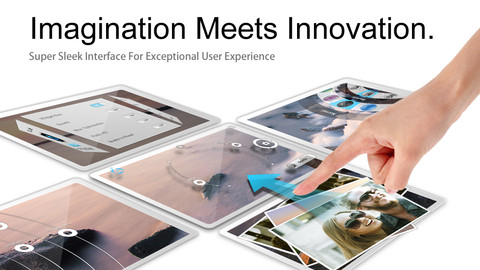 Imagination Meets Innovation.
Super Sleek Interface For Exceptional User Experience